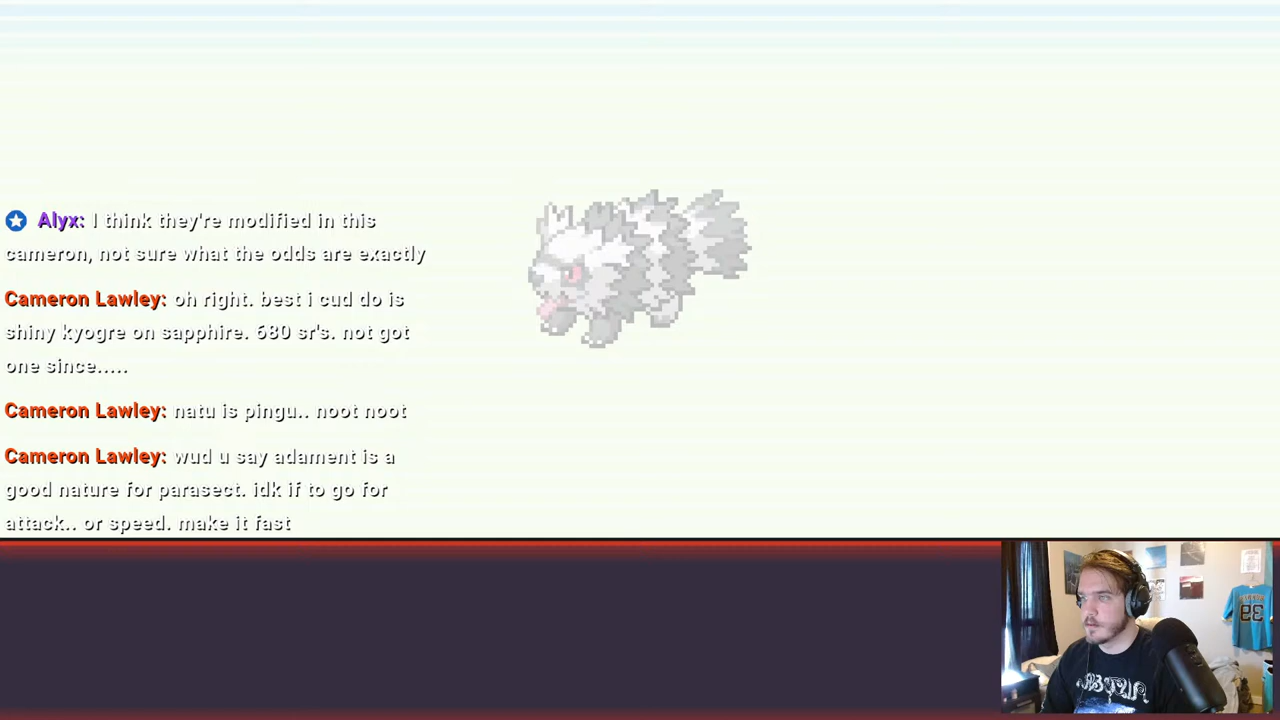 Alyx: I think they're modified in this
cameron, not sure what the odds are exactly
Cameron Lawley: oh right. best i cud do is
shiny kyogre on sapphire. 680 sr's. not got
one since.....
Cameron Lawley: natu is pingu.. noot noot
Cameron Lawley: wud u say adament is a
good nature for parasect. idk if to go for
attack.. or speed. make it fast